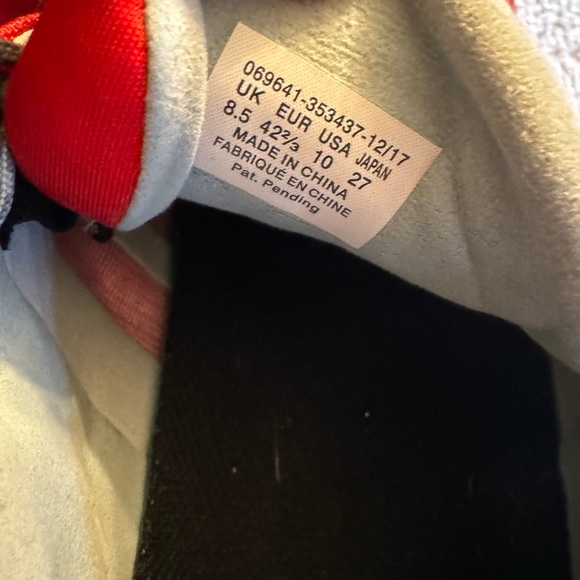 069641-353437-12/17
UK EUR USA JAPAN
8.5 42⅔ 10 27
MADE IN CHINA
FABRIQUÉ EN CHINE
Pat. Pending